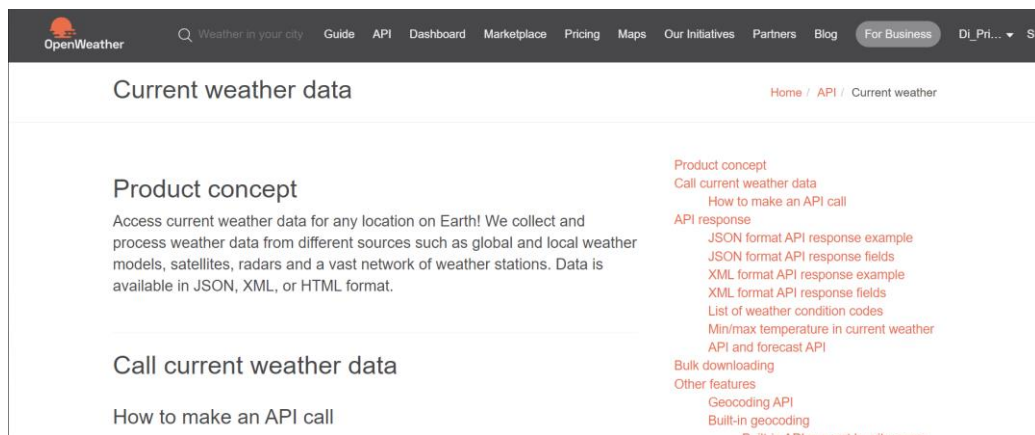 OpenWeather
Weather in your city Guide API Dashboard Marketplace Pricing Maps Our Initiatives Partners Blog For Business Di_Pri... S
Current weather data
Home / API / Current weather
Product concept
Access current weather data for any location on Earth! We collect and
process weather data from different sources such as global and local weather
models, satellites, radars and a vast network of weather stations. Data is
available in JSON, XML, or HTML format.
Call current weather data
How to make an API call
Product concept
Call current weather data
How to make an API call
API response
JSON format API response example
JSON format API response fields
XML format API response example
XML format API response fields
List of weather condition codes
Min/max temperature in current weather
API and forecast API
Bulk downloading
Other features
Geocoding API
Built-in geocoding